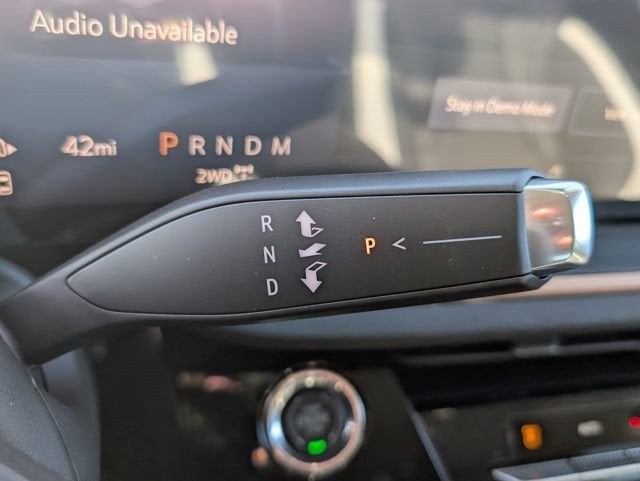 Audio Unavailable
Stay in Demo Mode
42mi
P R N D M
2WD
R
N
P <
D